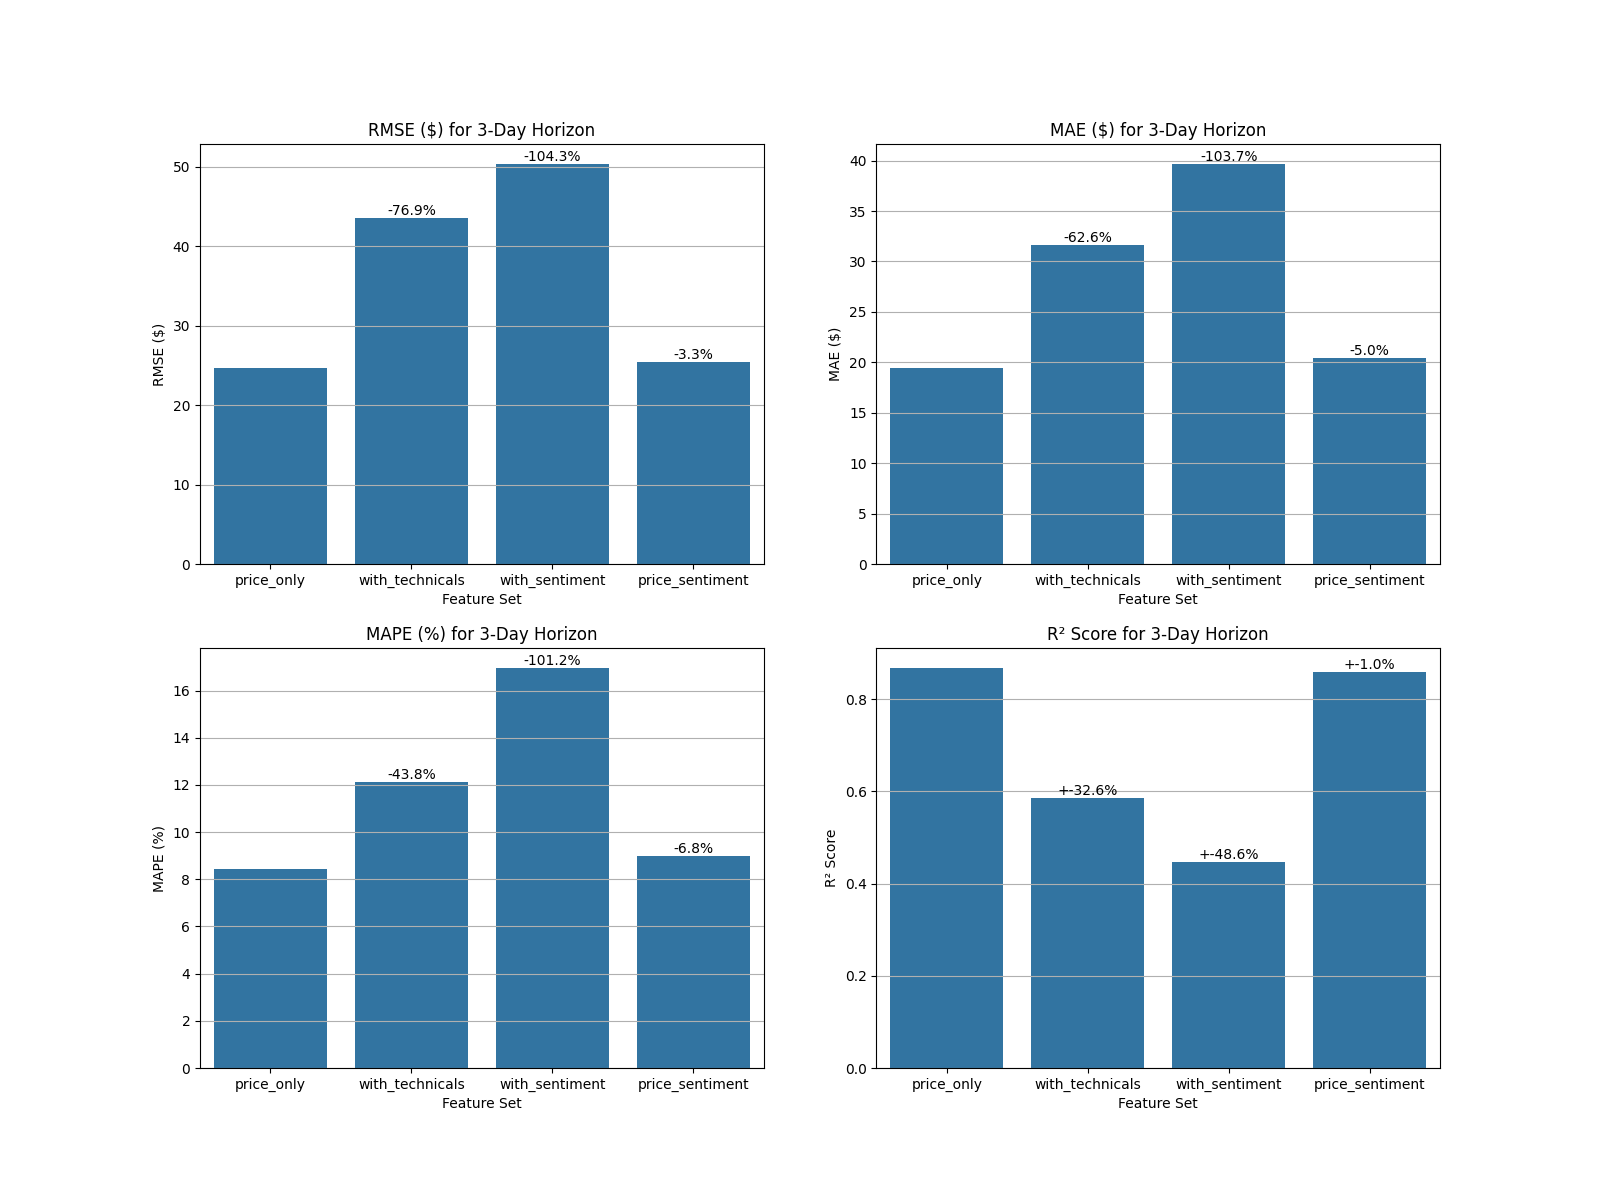 RMSE ($) for 3-Day Horizon
50
40
30
20
10
0
RMSE ($)
-76.9%
-104.3%
-3.3%
price_only with_technicals with_sentiment price_sentiment
Feature Set
MAE ($) for 3-Day Horizon
40
35
30
25
20
15
10
5
0
MAE ($)
-62.6%
-103.7%
-5.0%
price_only with_technicals with_sentiment price_sentiment
Feature Set
MAPE (%) for 3-Day Horizon
16
14
12
10
8
6
4
2
0
MAPE (%)
-43.8%
-101.2%
-6.8%
price_only with_technicals with_sentiment price_sentiment
Feature Set
R² Score for 3-Day Horizon
0.8
0.6
0.4
0.2
0.0
R² Score
+-32.6%
+-48.6%
+-1.0%
price_only with_technicals with_sentiment price_sentiment
Feature Set